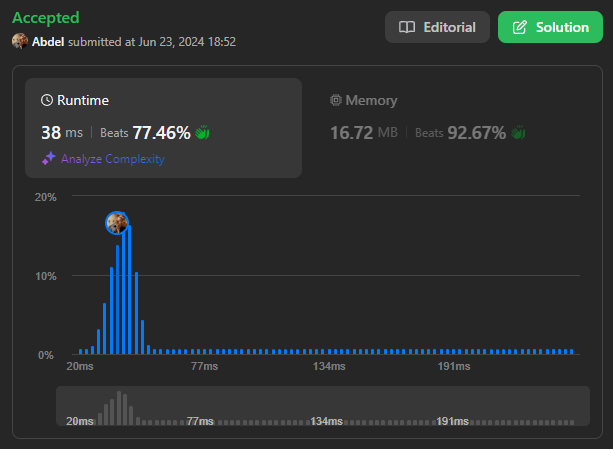 Accepted
Abdel submitted at Jun 23, 2024 18:52
Editorial
Solution
Runtime
38 ms | Beats 77.46%
Analyze Complexity
Memory
16.72 MB | Beats 92.67%
20%
10%
0%
20ms 77ms 134ms 191ms
20ms 77ms 134ms 191ms